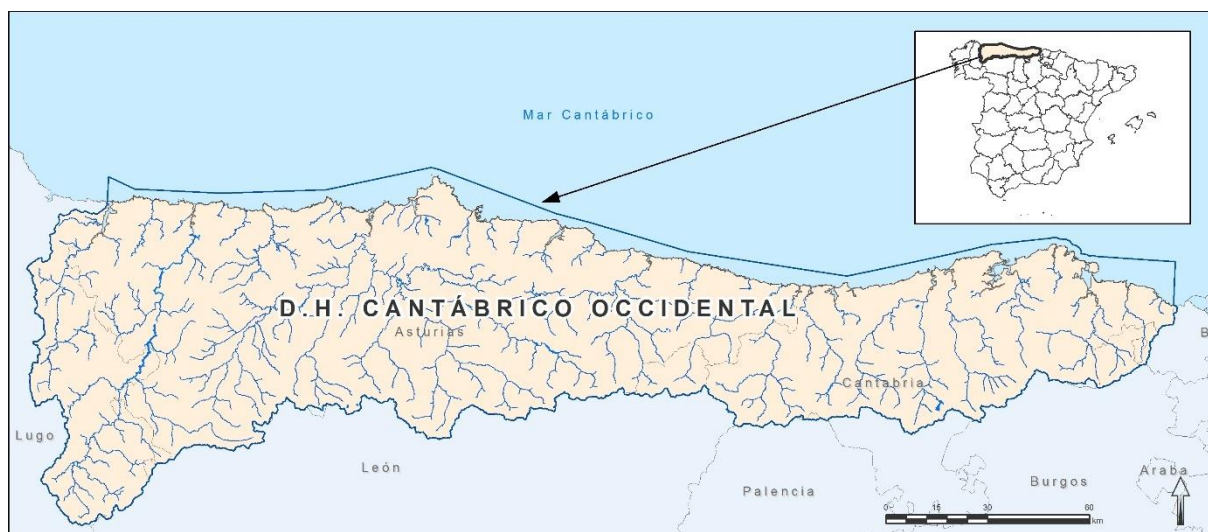 Mar Cantábrico
D.H. CANTÁBRICO OCCIDENTAL
Asturias
Cantabria
B
Lugo
León
Palencia
Burgos
Araba
0
15
30
60
km